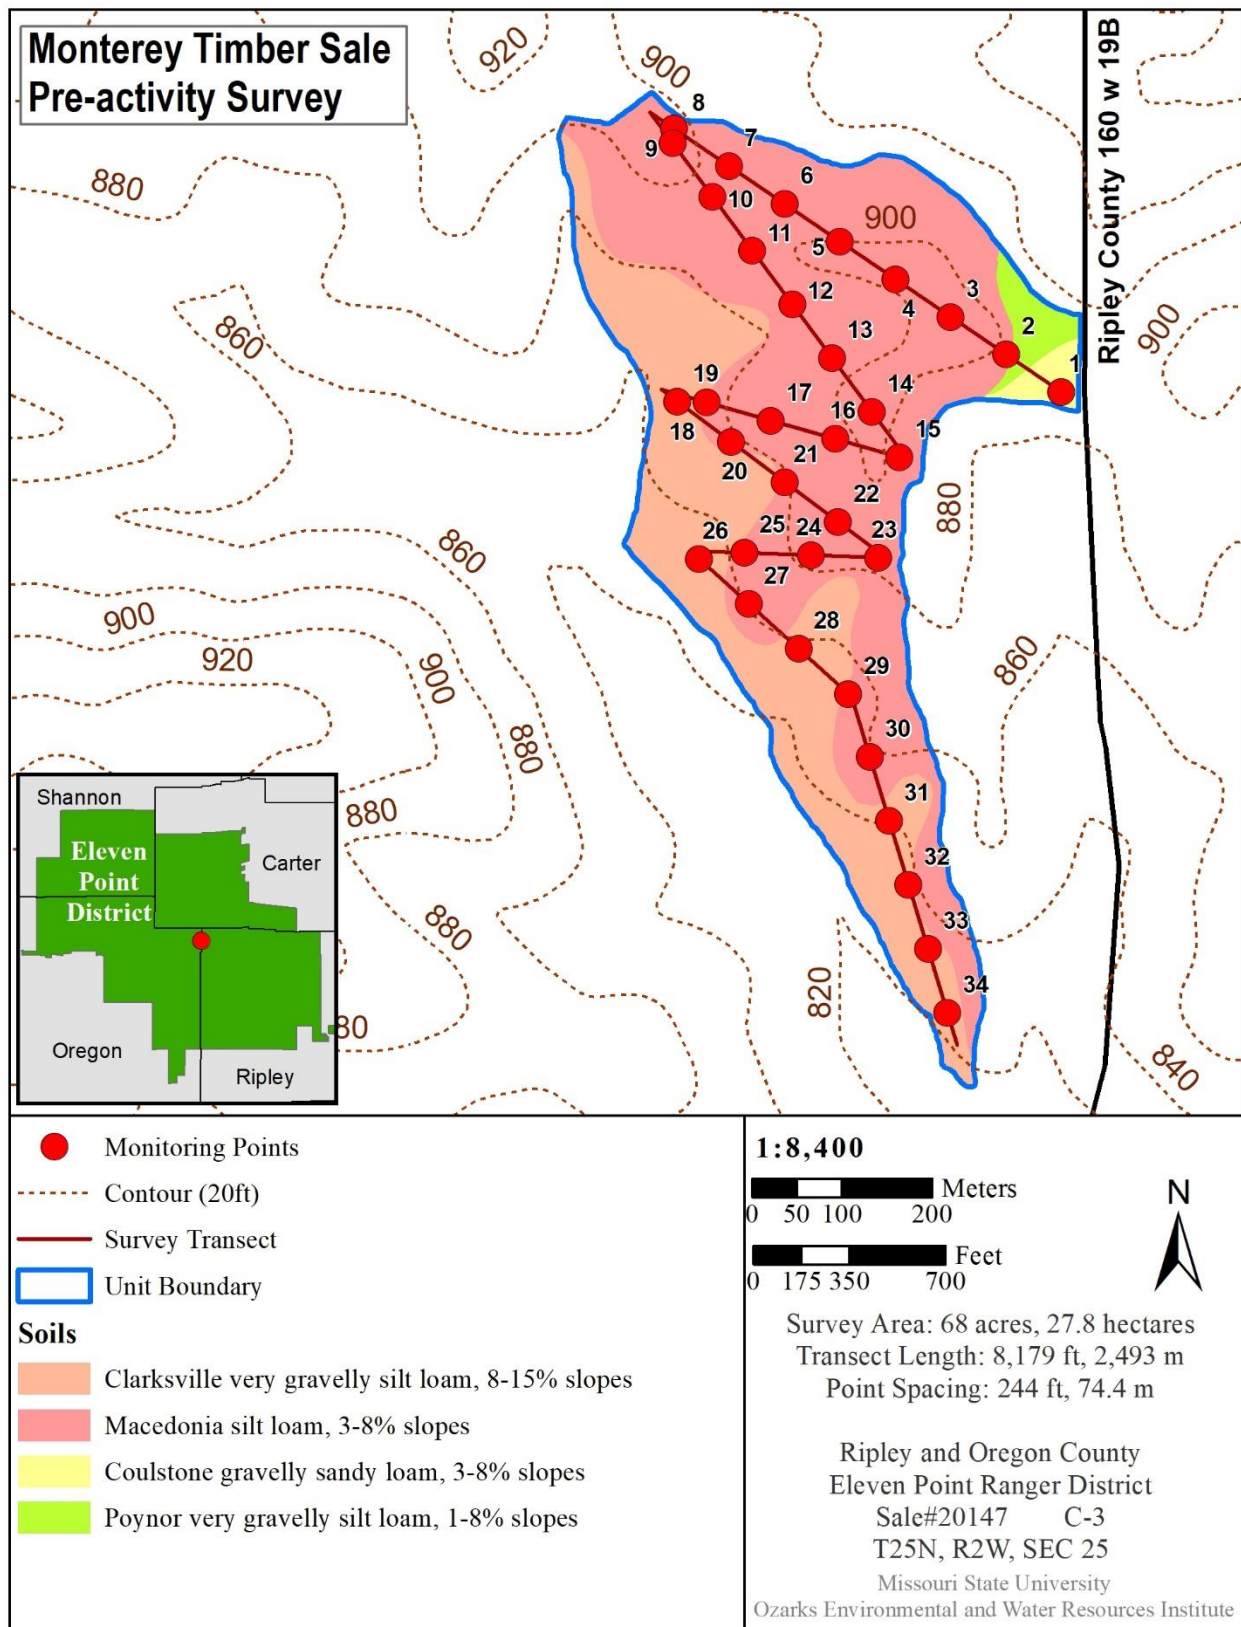 Monterey Timber Sale
Pre-activity Survey
920
900
880
860
900
900
880
860
860
900
920
900
880
880
880
80
820
840
Ripley County 160 w 19B
1
2
3
4
5
6
7
8
9
10
11
12
13
14
15
16
17
18
19
20
21
22
23
24
25
26
27
28
29
30
31
32
33
34
Shannon
Eleven
Point
District
Carter
Oregon
Ripley
Monitoring Points
Contour (20ft)
Survey Transect
Unit Boundary
Soils
Clarksville very gravelly silt loam, 8-15% slopes
Macedonia silt loam, 3-8% slopes
Coulstone gravelly sandy loam, 3-8% slopes
Poynor very gravelly silt loam, 1-8% slopes
1:8,400
Meters
0 50 100 200
Feet
0 175 350 700
N
Survey Area: 68 acres, 27.8 hectares
Transect Length: 8,179 ft, 2,493 m
Point Spacing: 244 ft, 74.4 m
Ripley and Oregon County
Eleven Point Ranger District
Sale#20147 C-3
T25N, R2W, SEC 25
Missouri State University
Ozarks Environmental and Water Resources Institute